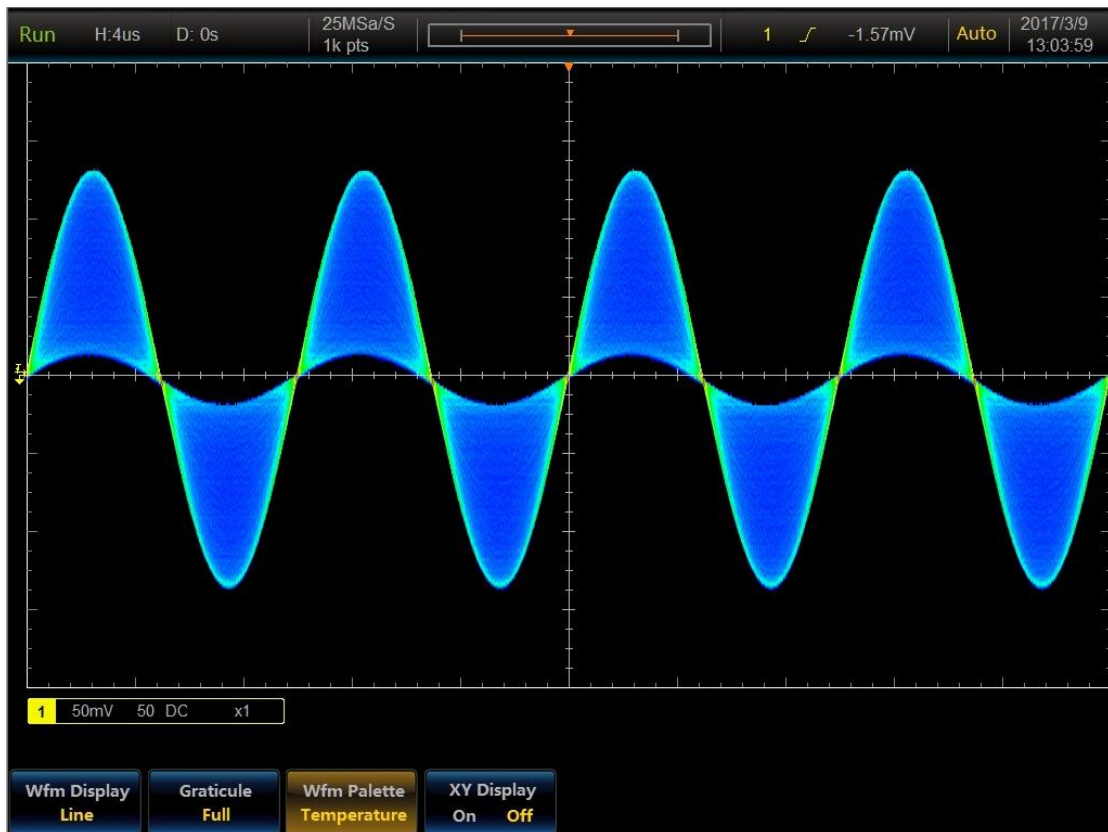 Run H:4us D: 0s 25MSa/S 1 -1.57mV Auto 2017/3/9
1k pts 13:03:59
1 50mV 50 DC x1
Wfm Display Graticule Wfm Palette XY Display
Line Full Temperature On Off